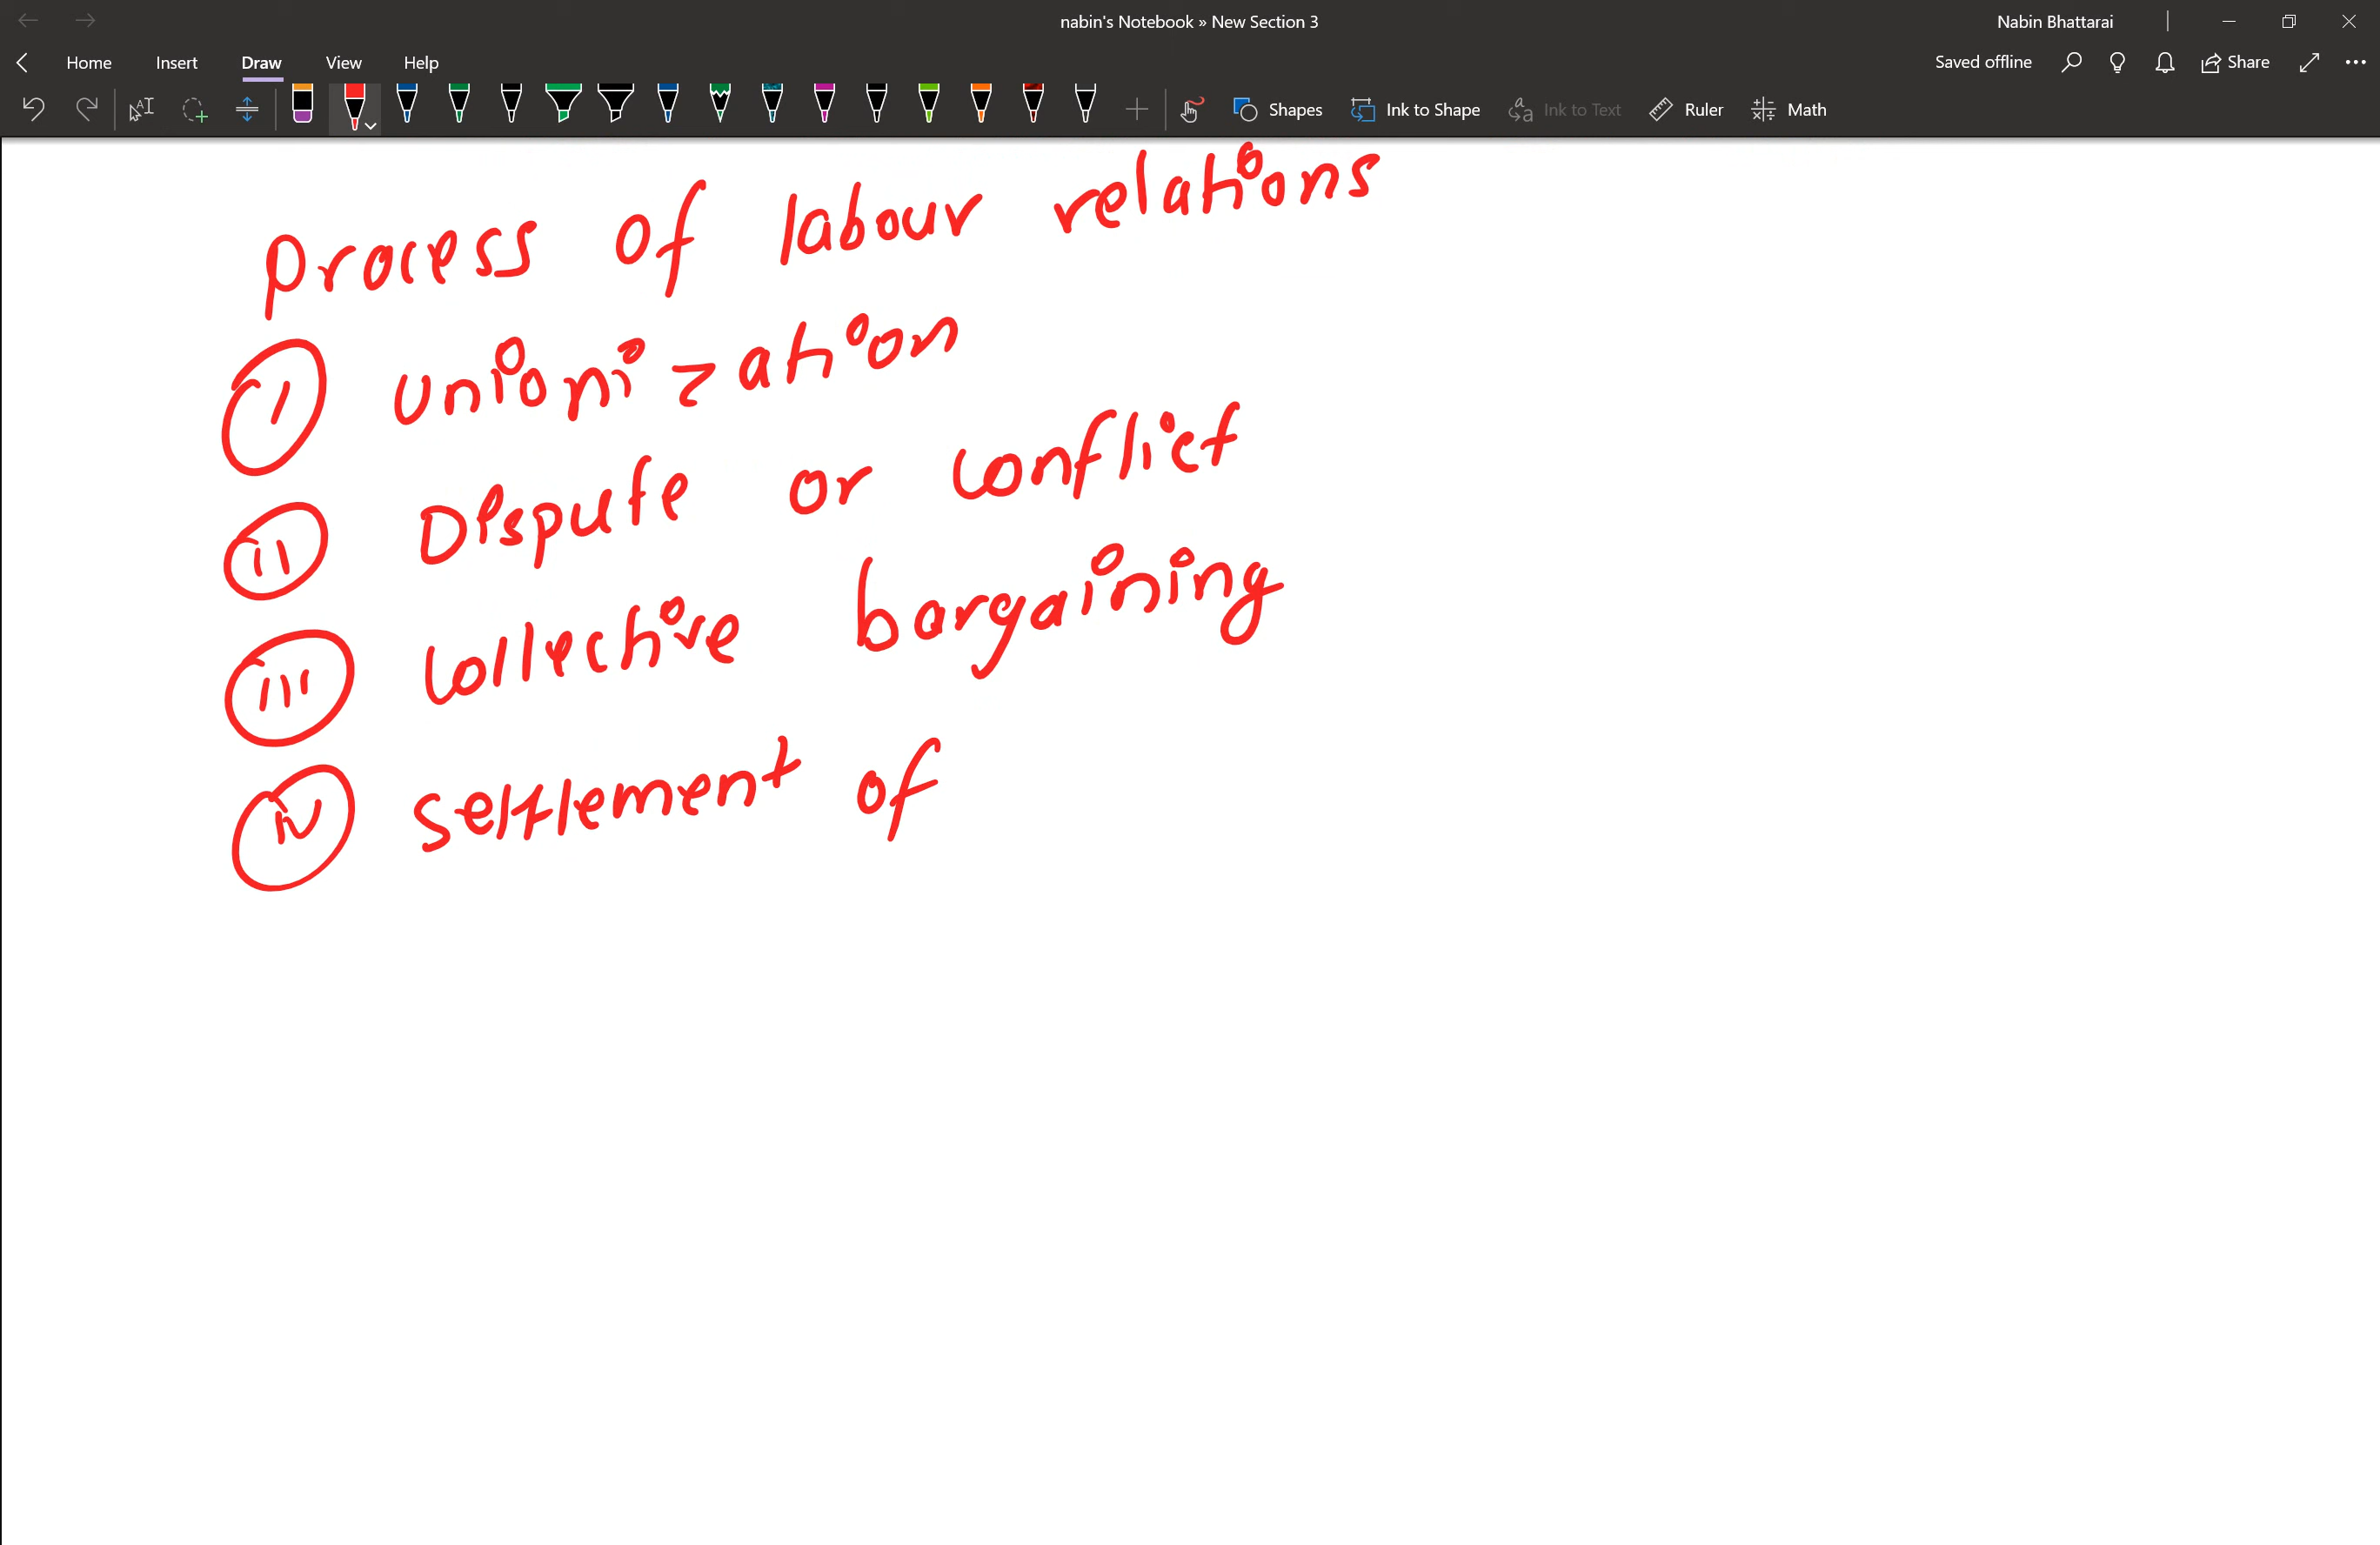 nabin's Notebook » New Section 3
Nabin Bhattarai
Home Insert Draw View Help
Saved offline
Share
Shapes
Ink to Shape
Ink to Text
Ruler
Math
process of labour relations
i unionization
ii Dispute or conflict
iii collective bargaining
iv settlement of